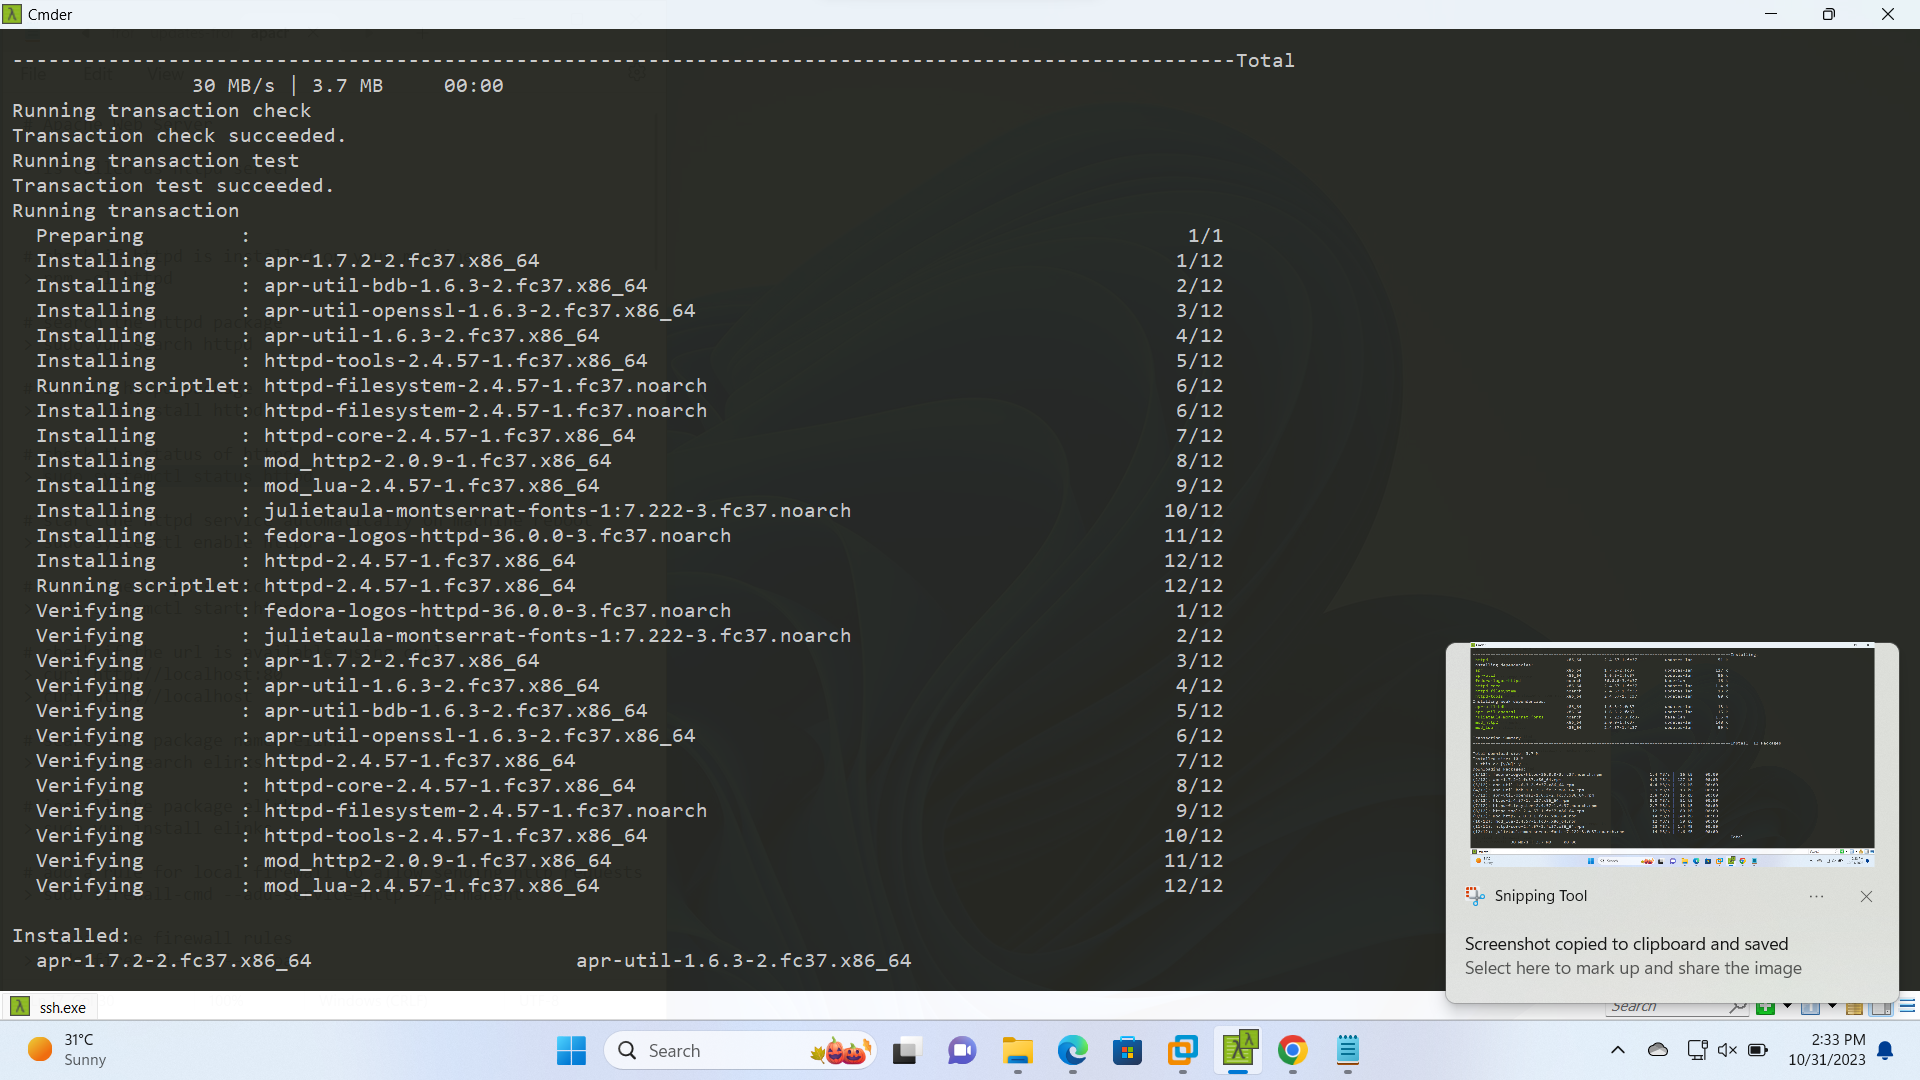 Cmder
------------------------------------------------------------------------------------------------------Total
30 MB/s | 3.7 MB     00:00
Running transaction check
Transaction check succeeded.
Running transaction test
Transaction test succeeded.
Running transaction
Preparing        : 1/1
Installing       : apr-1.7.2-2.fc37.x86_64 1/12
Installing       : apr-util-bdb-1.6.3-2.fc37.x86_64 2/12
Installing       : apr-util-openssl-1.6.3-2.fc37.x86_64 3/12
Installing       : apr-util-1.6.3-2.fc37.x86_64 4/12
Installing       : httpd-tools-2.4.57-1.fc37.x86_64 5/12
Running scriptlet: httpd-filesystem-2.4.57-1.fc37.noarch 6/12
Installing       : httpd-filesystem-2.4.57-1.fc37.noarch 6/12
Installing       : httpd-core-2.4.57-1.fc37.x86_64 7/12
Installing       : mod_http2-2.0.9-1.fc37.x86_64 8/12
Installing       : mod_lua-2.4.57-1.fc37.x86_64 9/12
Installing       : julietaula-montserrat-fonts-1:7.222-3.fc37.noarch 10/12
Installing       : fedora-logos-httpd-36.0.0-3.fc37.noarch 11/12
Installing       : httpd-2.4.57-1.fc37.x86_64 12/12
Running scriptlet: httpd-2.4.57-1.fc37.x86_64 12/12
Verifying        : fedora-logos-httpd-36.0.0-3.fc37.noarch 1/12
Verifying        : julietaula-montserrat-fonts-1:7.222-3.fc37.noarch 2/12
Verifying        : apr-1.7.2-2.fc37.x86_64 3/12
Verifying        : apr-util-1.6.3-2.fc37.x86_64 4/12
Verifying        : apr-util-bdb-1.6.3-2.fc37.x86_64 5/12
Verifying        : apr-util-openssl-1.6.3-2.fc37.x86_64 6/12
Verifying        : httpd-2.4.57-1.fc37.x86_64 7/12
Verifying        : httpd-core-2.4.57-1.fc37.x86_64 8/12
Verifying        : httpd-filesystem-2.4.57-1.fc37.noarch 9/12
Verifying        : httpd-tools-2.4.57-1.fc37.x86_64 10/12
Verifying        : mod_http2-2.0.9-1.fc37.x86_64 11/12
Verifying        : mod_lua-2.4.57-1.fc37.x86_64 12/12
Installed:
apr-1.7.2-2.fc37.x86_64 apr-util-1.6.3-2.fc37.x86_64
Snipping Tool
Screenshot copied to clipboard and saved
Select here to mark up and share the image
ssh.exe
Search
31°C
Sunny
Search
2:33 PM
10/31/2023